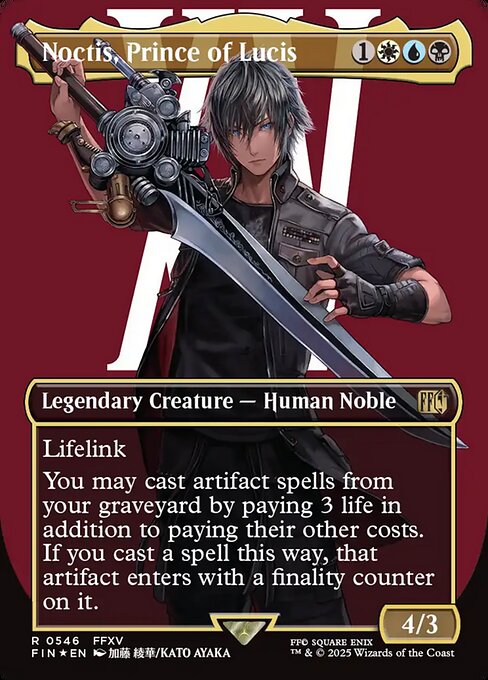 Noctis, Prince of Lucis 1
Legendary Creature — Human Noble
Lifelink
You may cast artifact spells from
your graveyard by paying 3 life in
addition to paying their other costs.
If you cast a spell this way, that
artifact enters with a finality counter
on it.
4/3
R 0546 FFXV
FIN★EN 加藤 綾華/KATO AYAKA
FF© SQUARE ENIX
™ & © 2025 Wizards of the Coast